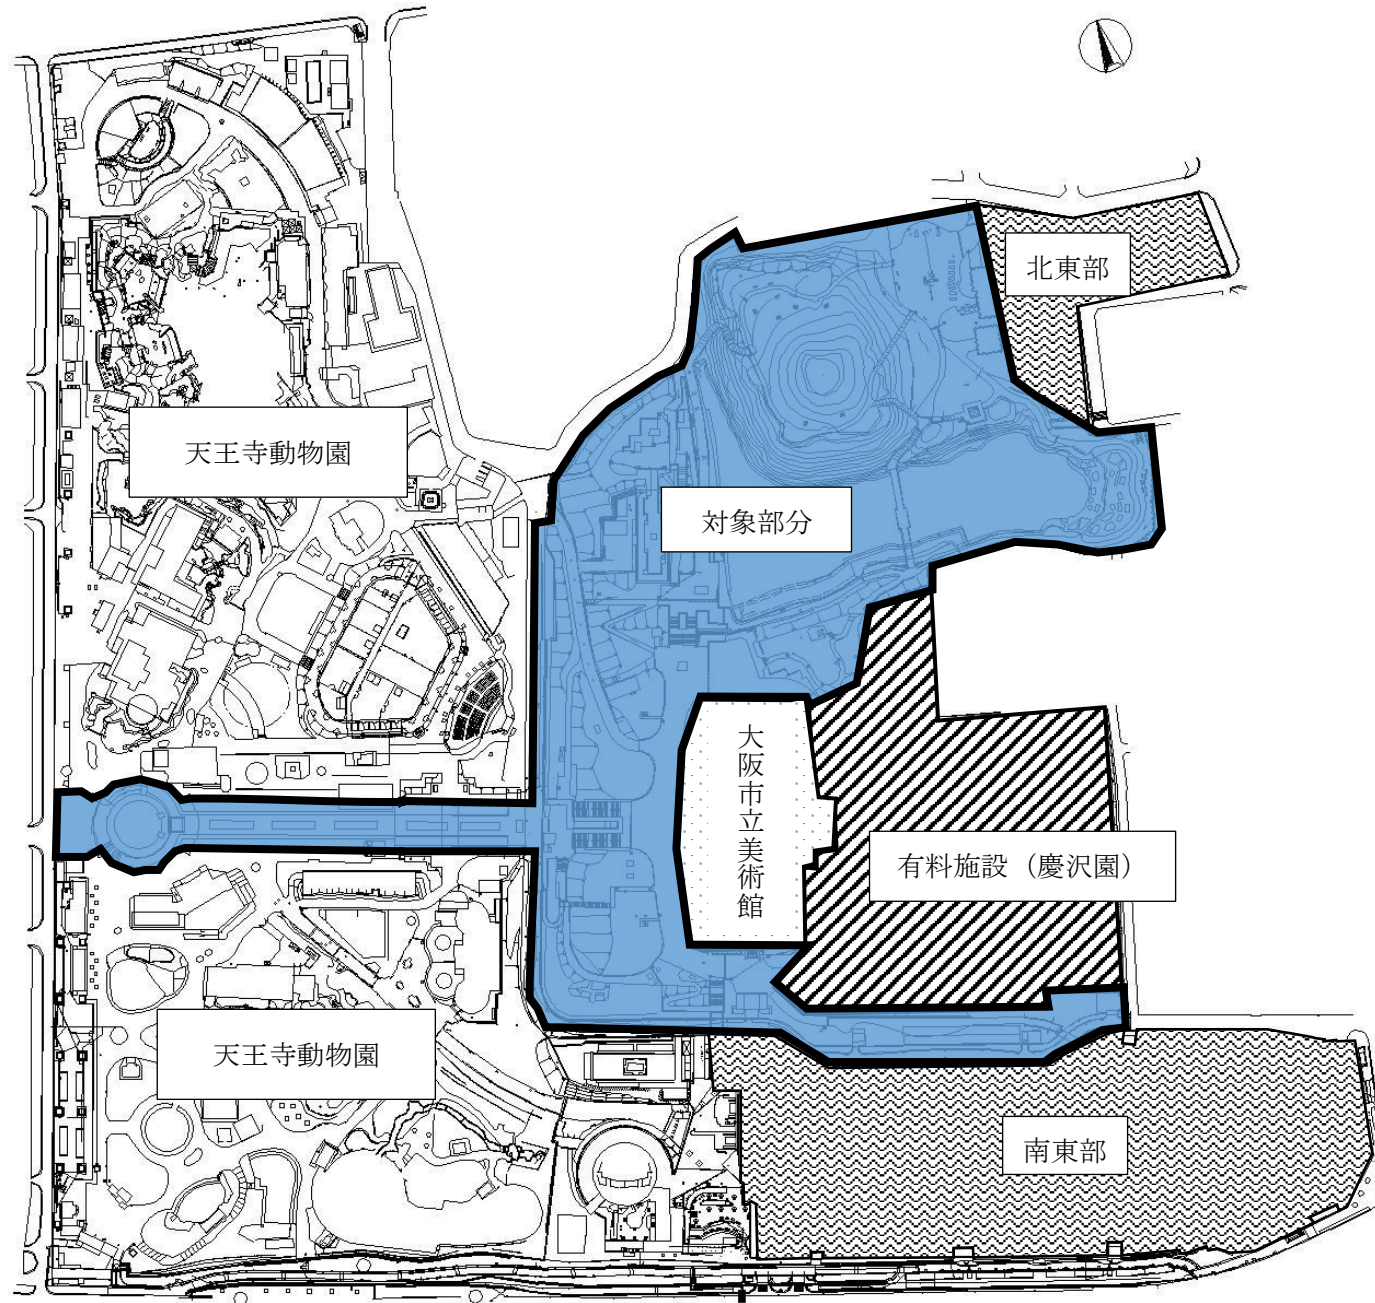 北東部
天王寺動物園
対象部分
大阪市立美術館
有料施設（慶沢園）
天王寺動物園
南東部